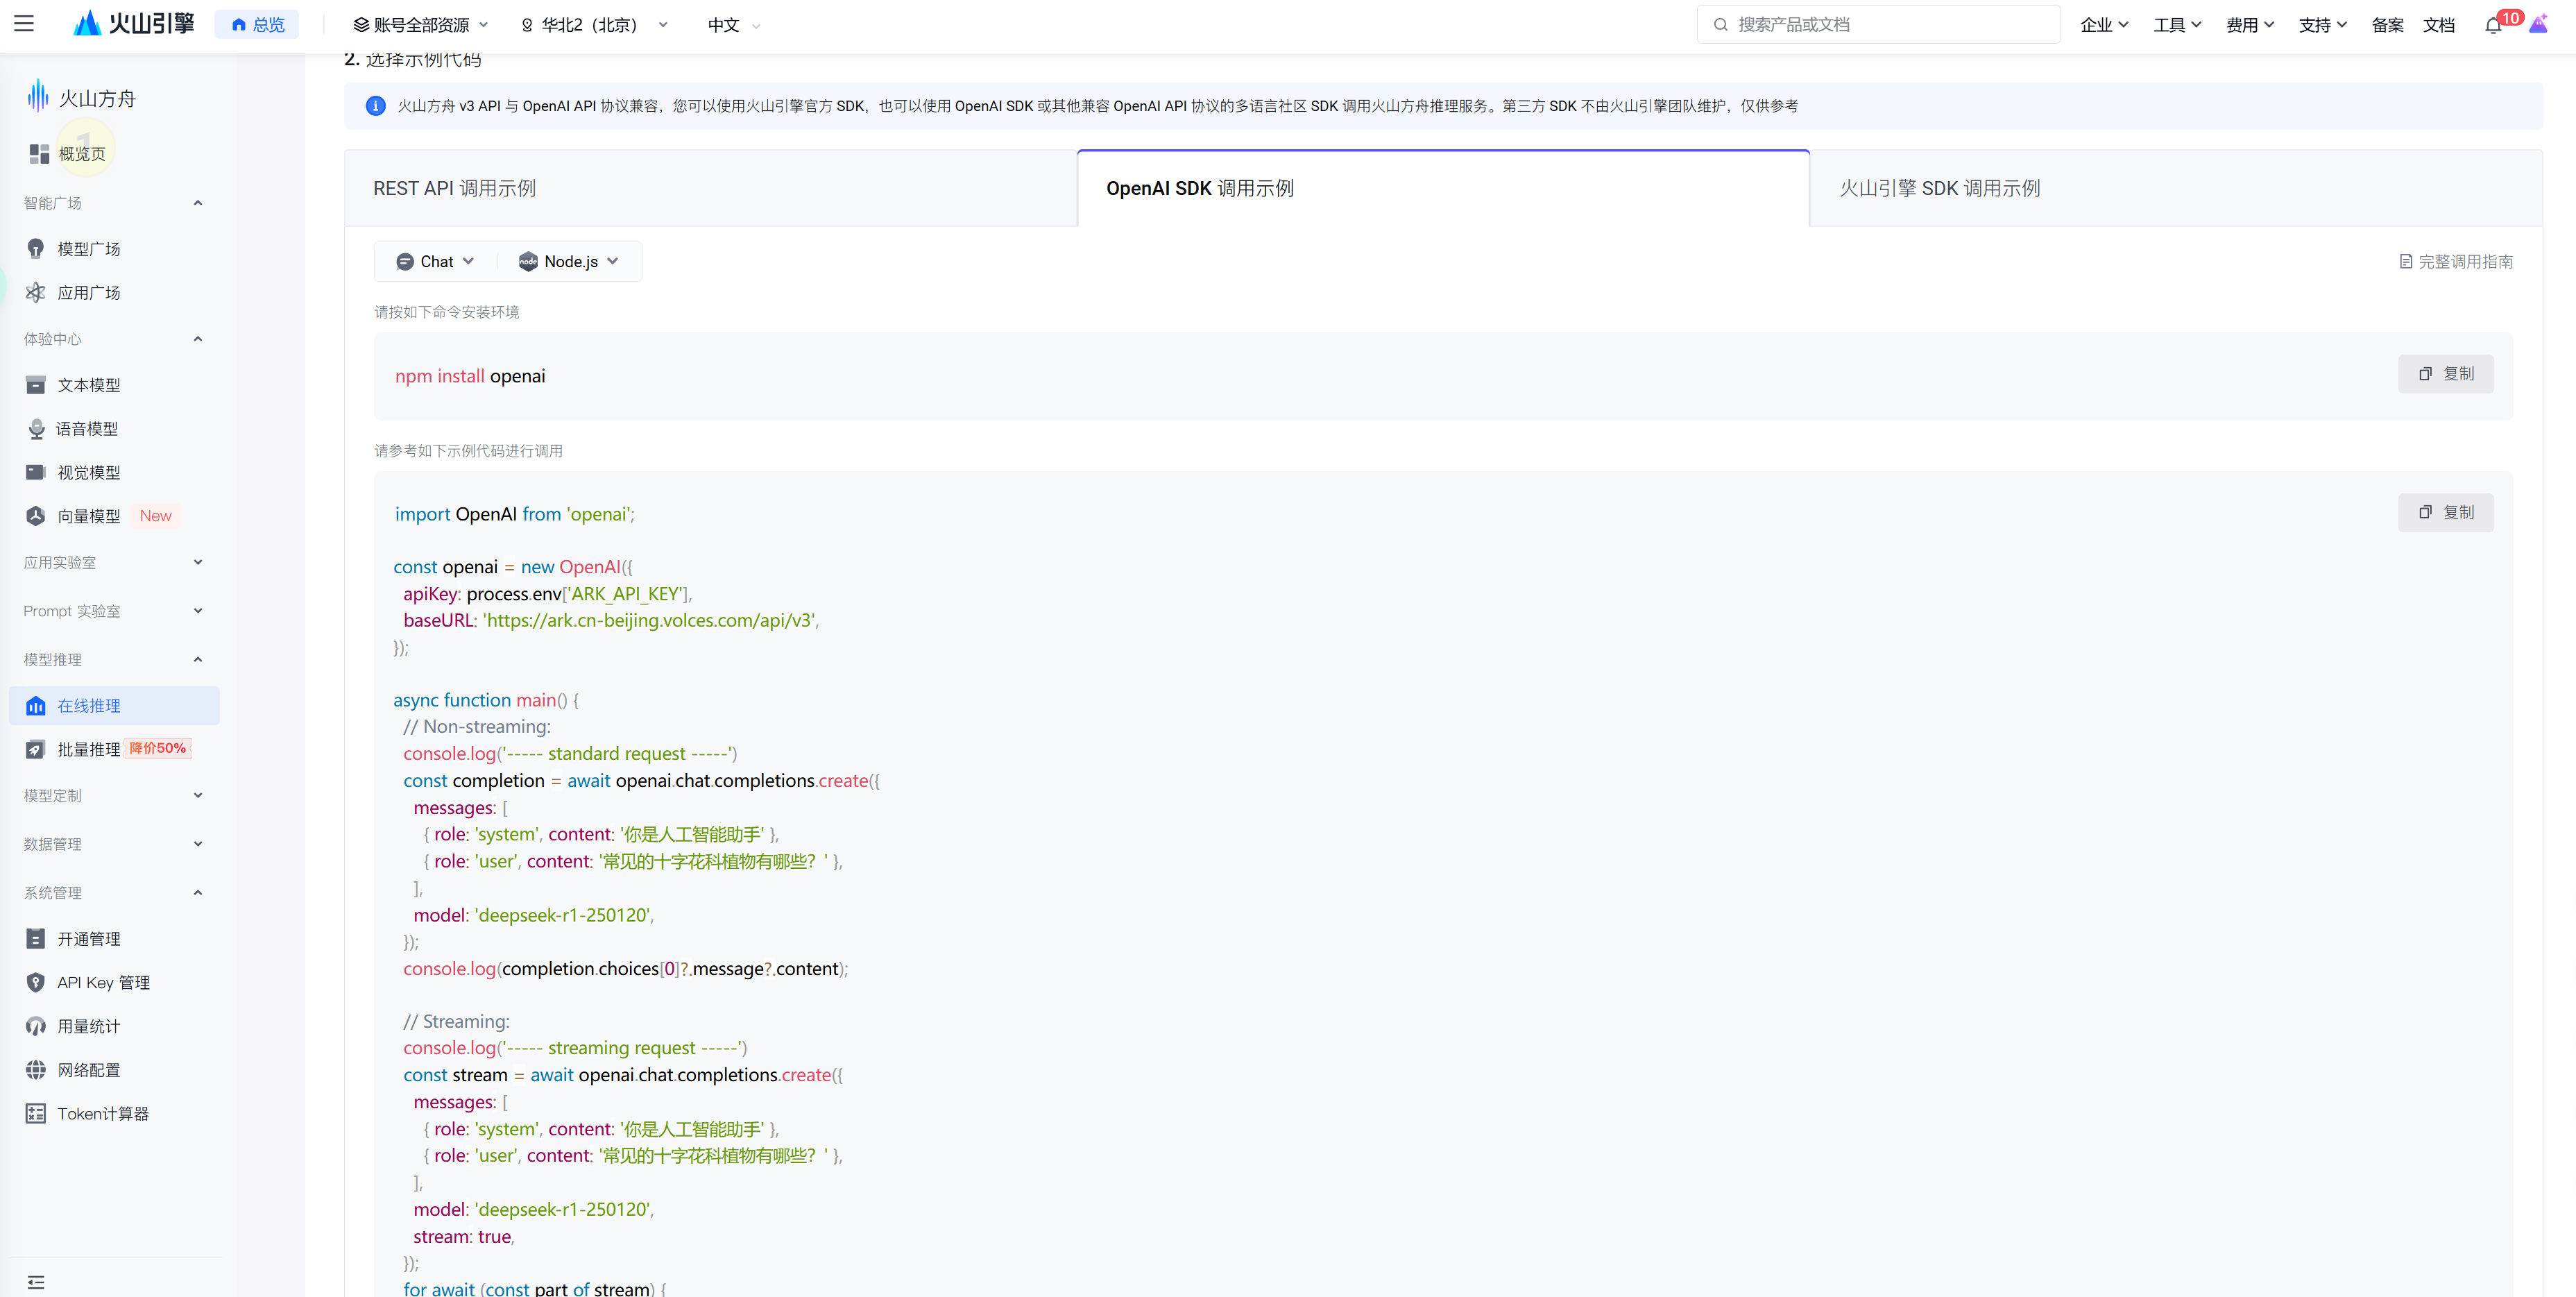 火山引擎
总览
账号全部资源
华北2（北京）
中文
搜索产品或文档
企业
工具
费用
支持
备案
文档
10
火山方舟
1
概览页
智能广场
模型广场
应用广场
体验中心
文本模型
语音模型
视觉模型
向量模型 New
应用实验室
Prompt 实验室
模型推理
在线推理
批量推理 降价50%
模型定制
数据管理
系统管理
开通管理
API Key 管理
用量统计
网络配置
Token计算器
2. 选择示例代码
火山方舟 v3 API 与 OpenAI API 协议兼容，您可以使用火山引擎官方 SDK，也可以使用 OpenAI SDK 或其他兼容 OpenAI API 协议的多语言社区 SDK 调用火山方舟推理服务。第三方 SDK 不由火山引擎团队维护，仅供参考
REST API 调用示例
OpenAI SDK 调用示例
火山引擎 SDK 调用示例
Chat
Node.js
完整调用指南
请按如下命令安装环境
npm install openai
复制
请参考如下示例代码进行调用
复制
import OpenAI from 'openai';
const openai = new OpenAI({
apiKey: process.env['ARK_API_KEY'],
baseURL: 'https://ark.cn-beijing.volces.com/api/v3',
});
async function main() {
// Non-streaming:
console.log('----- standard request -----')
const completion = await openai.chat.completions.create({
messages: [
{ role: 'system', content: '你是人工智能助手' },
{ role: 'user', content: '常见的十字花科植物有哪些？' },
],
model: 'deepseek-r1-250120',
});
console.log(completion.choices[0]?.message?.content);
// Streaming:
console.log('----- streaming request -----')
const stream = await openai.chat.completions.create({
messages: [
{ role: 'system', content: '你是人工智能助手' },
{ role: 'user', content: '常见的十字花科植物有哪些？' },
],
model: 'deepseek-r1-250120',
stream: true,
});
for await (const part of stream) {